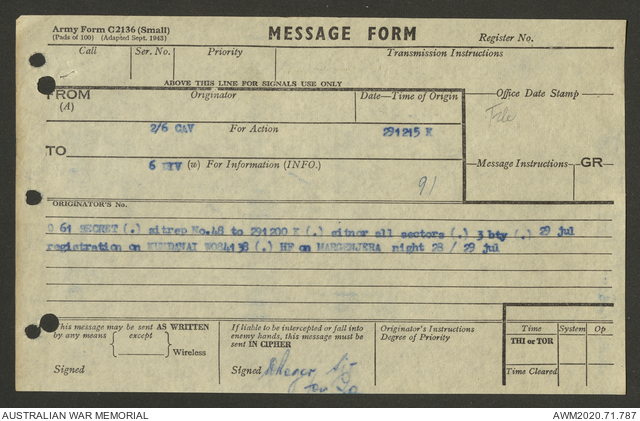 Army Form C2136 (Small)
(Pads of 100) (Adapted Sept. 1945)
MESSAGE FORM
Register No.
Call Ser. No. Priority Transmission Instructions
ABOVE THIS LINE FOR SIGNALS USE ONLY
FROM
(A)
Originator
Date—Time of Origin
Office Date Stamp
File
2/6 CAV For Action 291215 K
TO
6 DIV (w) For Information (INFO.)
Message Instructions GR
91
ORIGINATOR'S No.
O 61 SECRET (.) sitrep No.48 to 291200 K (.) sitnor all sectors (.) 3 bty (.) 29 jul
registration on (.) HF on night 28 / 29 jul
This message may be sent AS WRITTEN
by any means { except
Wireless
Signed
If liable to be intercepted or fall into
enemy hands, this message must be
sent IN CIPHER
Signed
Originator's Instructions
Degree of Priority
Time System Op
THI or TOR
Time Cleared
AUSTRALIAN WAR MEMORIAL
AWM2020.71.787